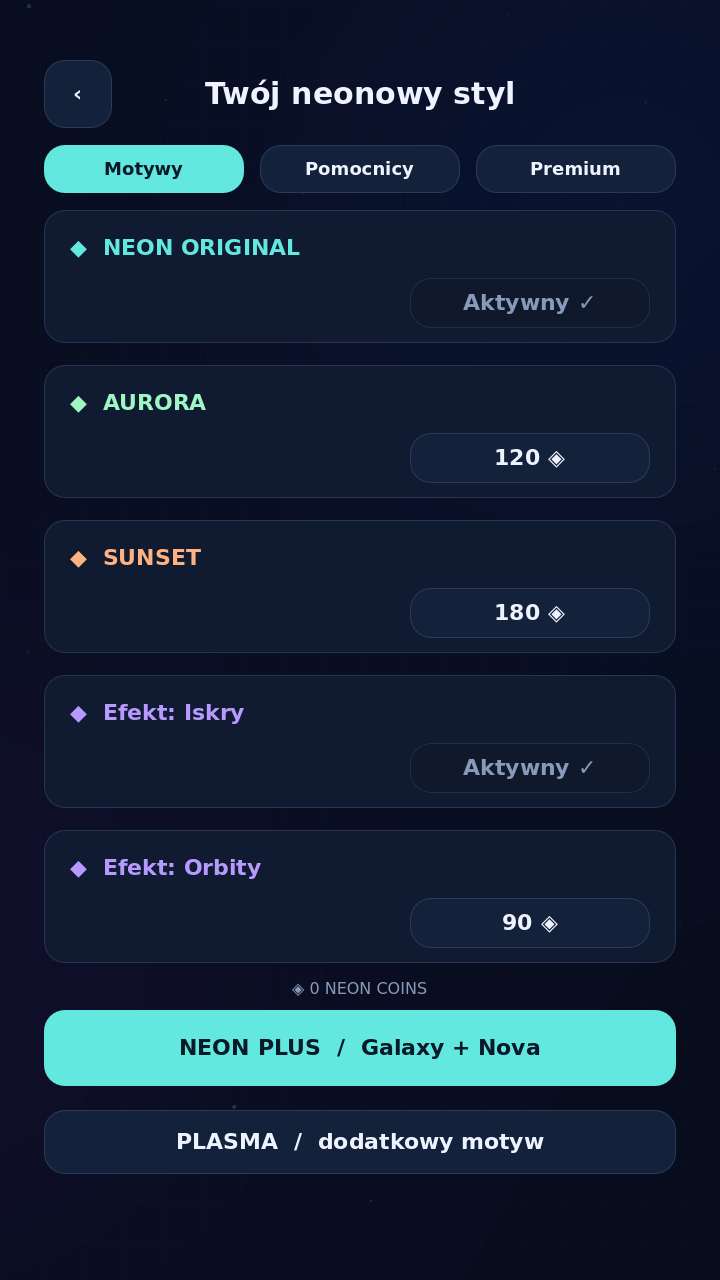 ‹
Twój neonowy styl
Motywy
Pomocnicy
Premium
◆ NEON ORIGINAL
Aktywny ✓
◆ AURORA
120 ◈
◆ SUNSET
180 ◈
◆ Efekt: Iskry
Aktywny ✓
◆ Efekt: Orbity
90 ◈
◈ 0 NEON COINS
NEON PLUS / Galaxy + Nova
PLASMA / dodatkowy motyw